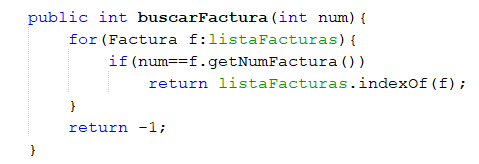 public int buscarFactura(int num){
for(Factura f:listaFacturas){
if(num==f.getNumFactura())
return listaFacturas.indexOf(f);
}
return -1;
}